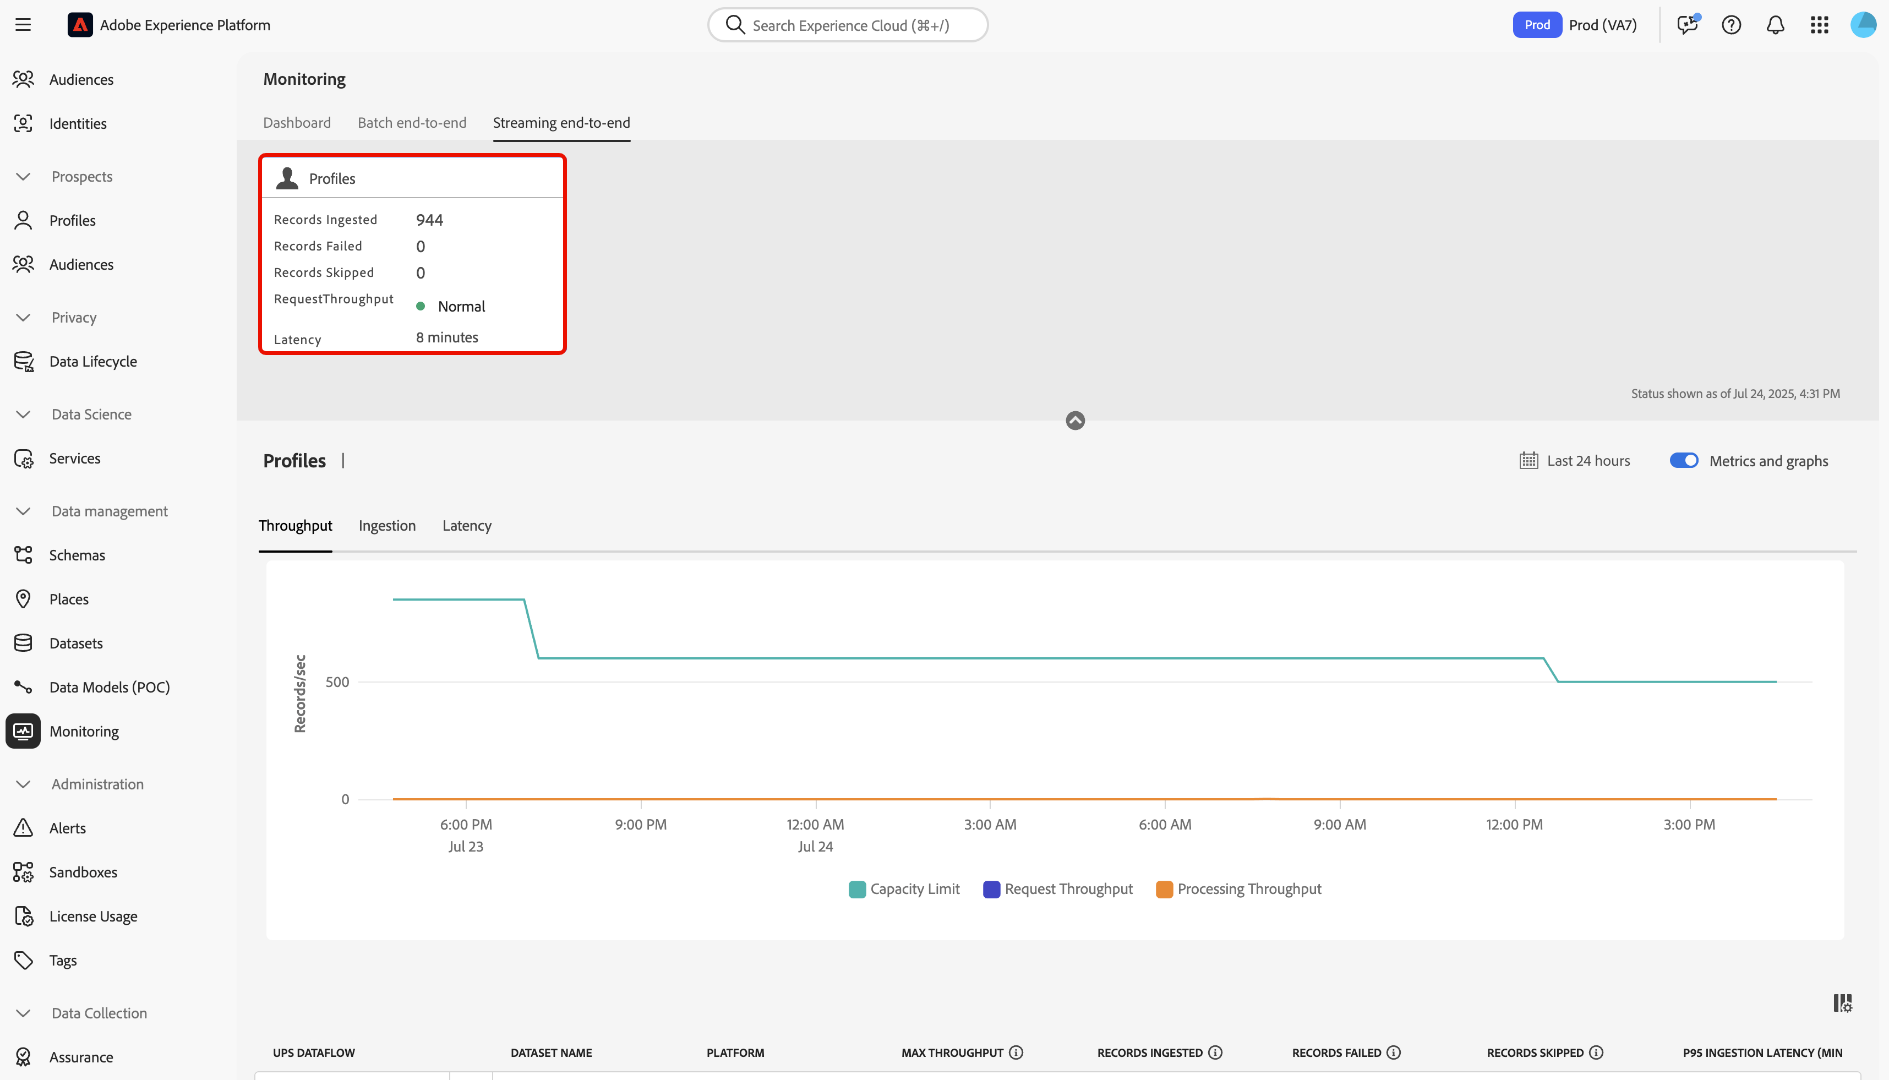 Adobe Experience Platform
Search Experience Cloud (⌘+/)
Prod
Prod (VA7)
Audiences
Identities
Prospects
Profiles
Audiences
Privacy
Data Lifecycle
Data Science
Services
Data management
Schemas
Places
Datasets
Data Models (POC)
Monitoring
Administration
Alerts
Sandboxes
License Usage
Tags
Data Collection
Assurance
Monitoring
Dashboard
Batch end-to-end
Streaming end-to-end
Profiles
Records Ingested 944
Records Failed 0
Records Skipped 0
RequestThroughput Normal
Latency 8 minutes
Status shown as of Jul 24, 2025, 4:31 PM
Profiles |
Last 24 hours
Metrics and graphs
Throughput
Ingestion
Latency
Records/sec
500
0
6:00 PM
Jul 23
9:00 PM
12:00 AM
Jul 24
3:00 AM
6:00 AM
9:00 AM
12:00 PM
3:00 PM
Capacity Limit
Request Throughput
Processing Throughput
UPS DATAFLOW
DATASET NAME
PLATFORM
MAX THROUGHPUT
RECORDS INGESTED
RECORDS FAILED
RECORDS SKIPPED
P95 INGESTION LATENCY (MIN